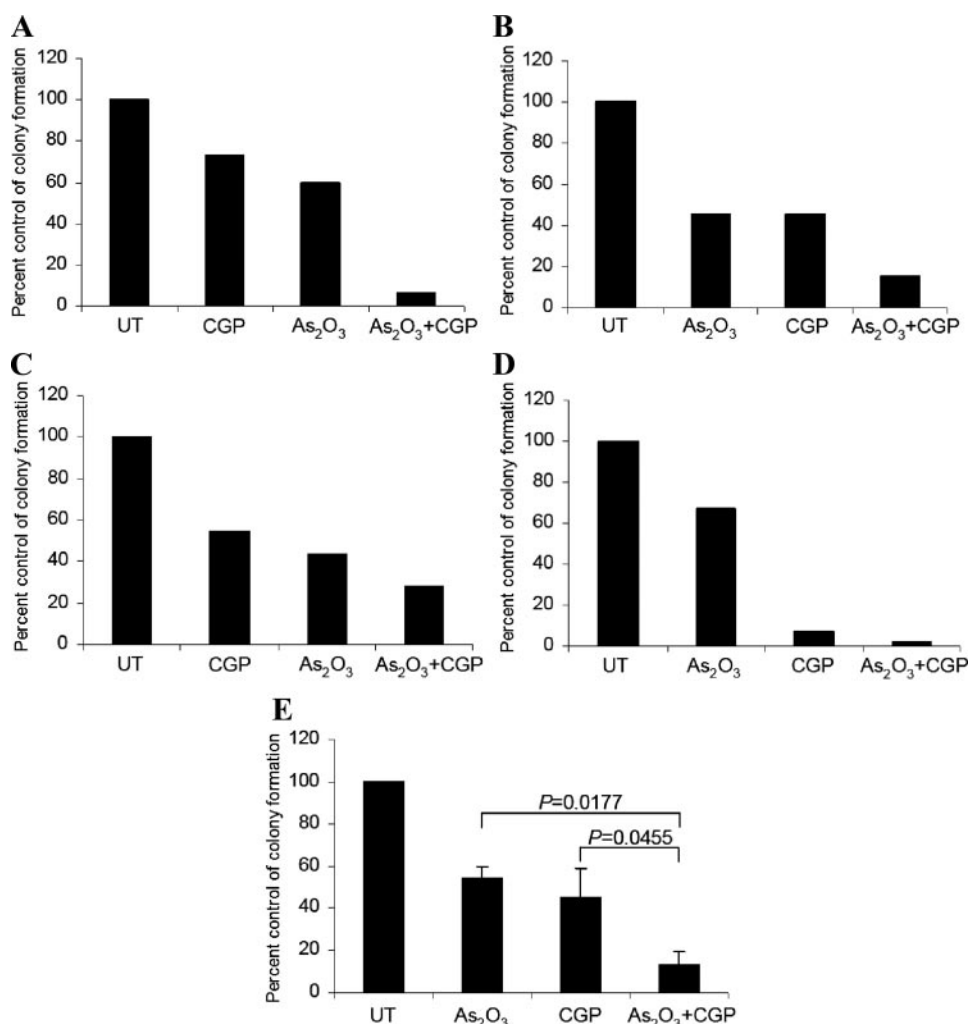 A
Percent control of colony formation
120
100
80
60
40
20
0
UT CGP As₂O₃ As₂O₃+CGP
B
Percent control of colony formation
120
100
80
60
40
20
0
UT As₂O₃ CGP As₂O₃+CGP
C
Percent control of colony formation
120
100
80
60
40
20
0
UT CGP As₂O₃ As₂O₃+CGP
D
Percent control of colony formation
120
100
80
60
40
20
0
UT As₂O₃ CGP As₂O₃+CGP
E
Percent control of colony formation
120
100
80
60
40
20
0
P=0.0177
P=0.0455
UT As₂O₃ CGP As₂O₃+CGP